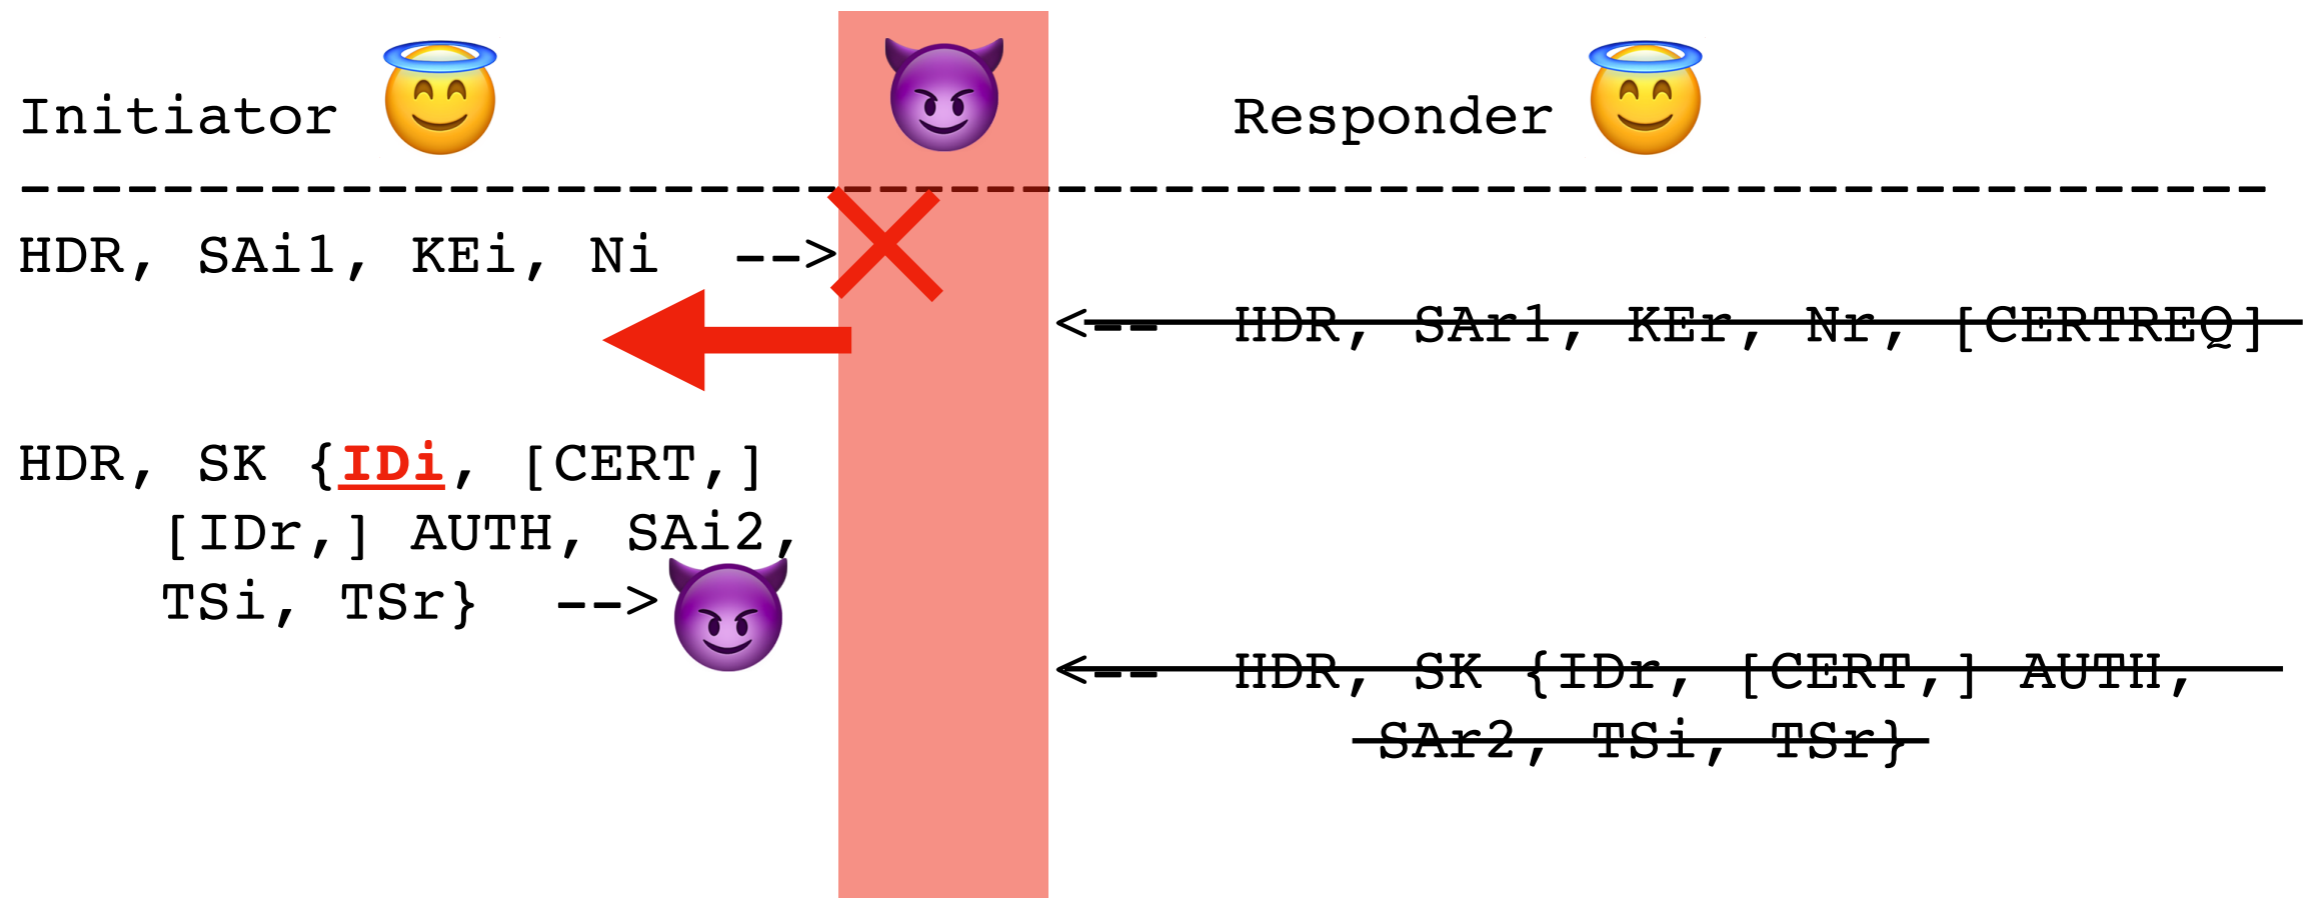 Initiator Responder
-----------------------------------------------------------------
HDR, SAi1, KEi, Ni -->
<-- HDR, SAr1, KEr, Nr, [CERTREQ]
HDR, SK {IDi, [CERT,]
[IDr,] AUTH, SAi2,
TSi, TSr} -->
<-- HDR, SK {IDr, [CERT,] AUTH,
SAr2, TSi, TSr}